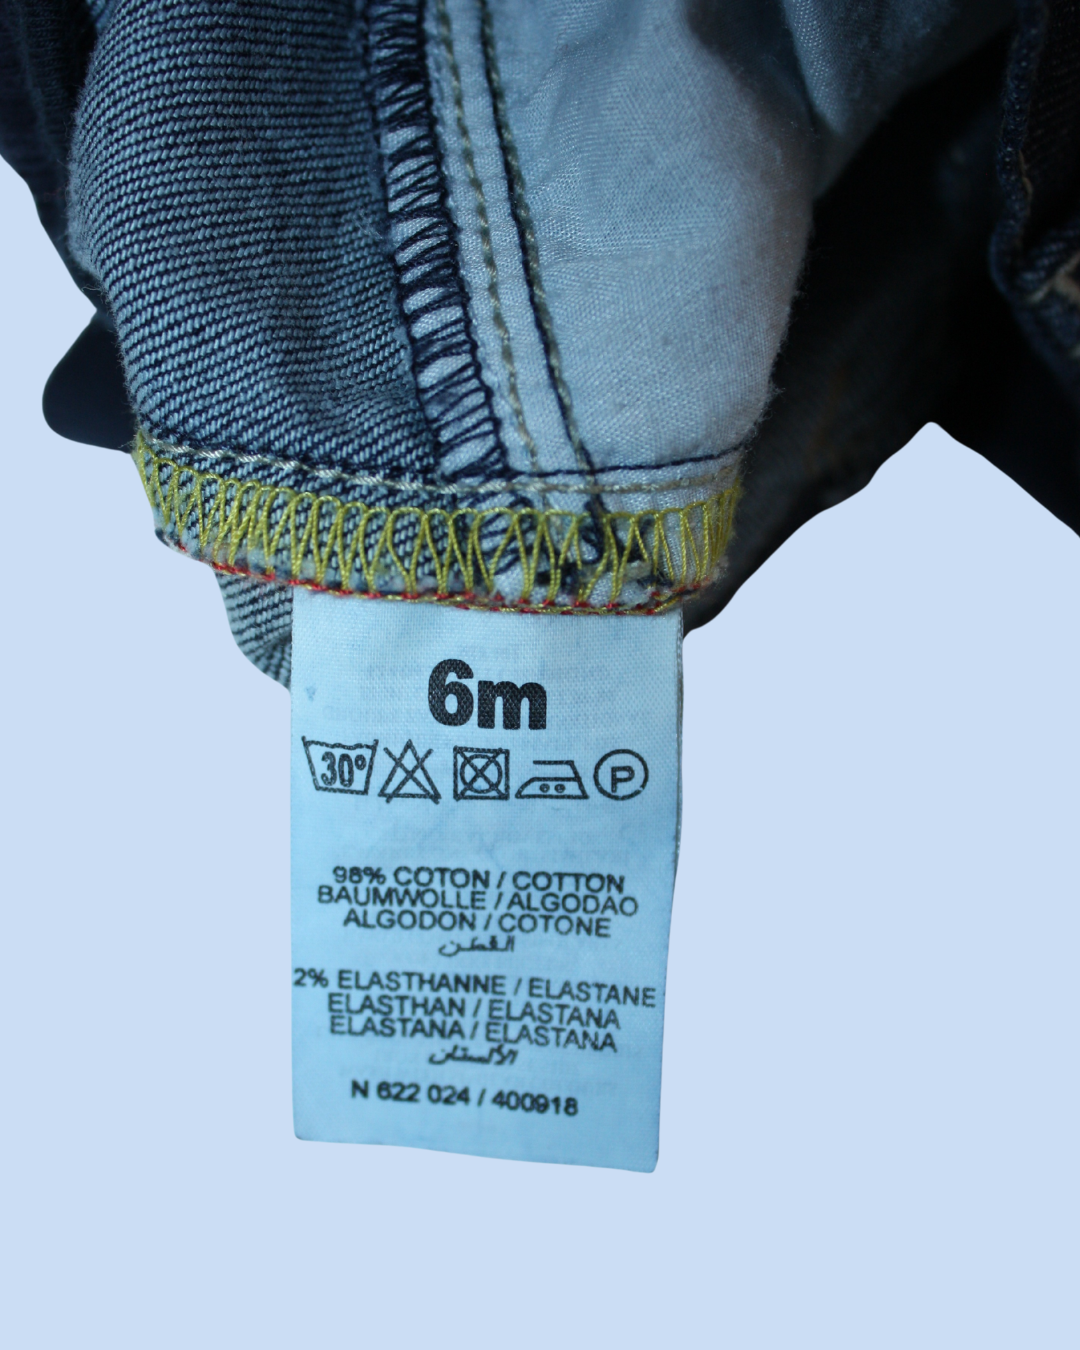 6m
30°
P
98% COTON / COTTON
BAUMWOLLE / ALGODAO
ALGODON / COTONE
القطن
2% ELASTHANNE / ELASTANE
ELASTHAN / ELASTANA
ELASTANA / ELASTANA
الألستان
N 622 024 / 400918